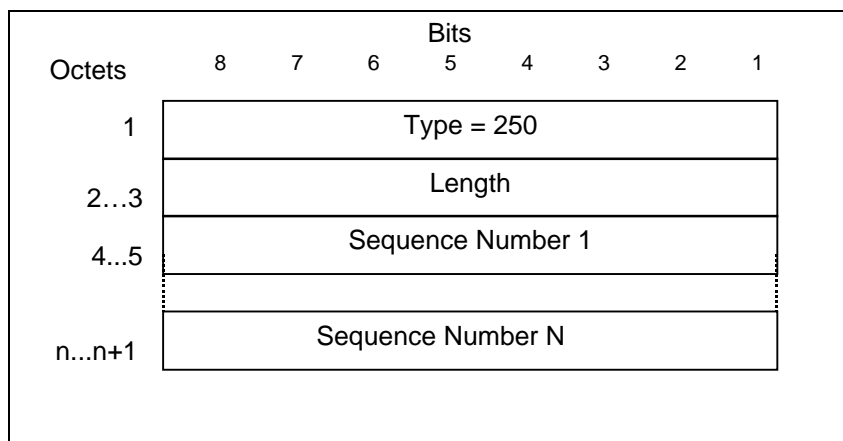 Bits
Octets 8 7 6 5 4 3 2 1
1 Type = 250
2…3 Length
4...5 Sequence Number 1
n...n+1 Sequence Number N